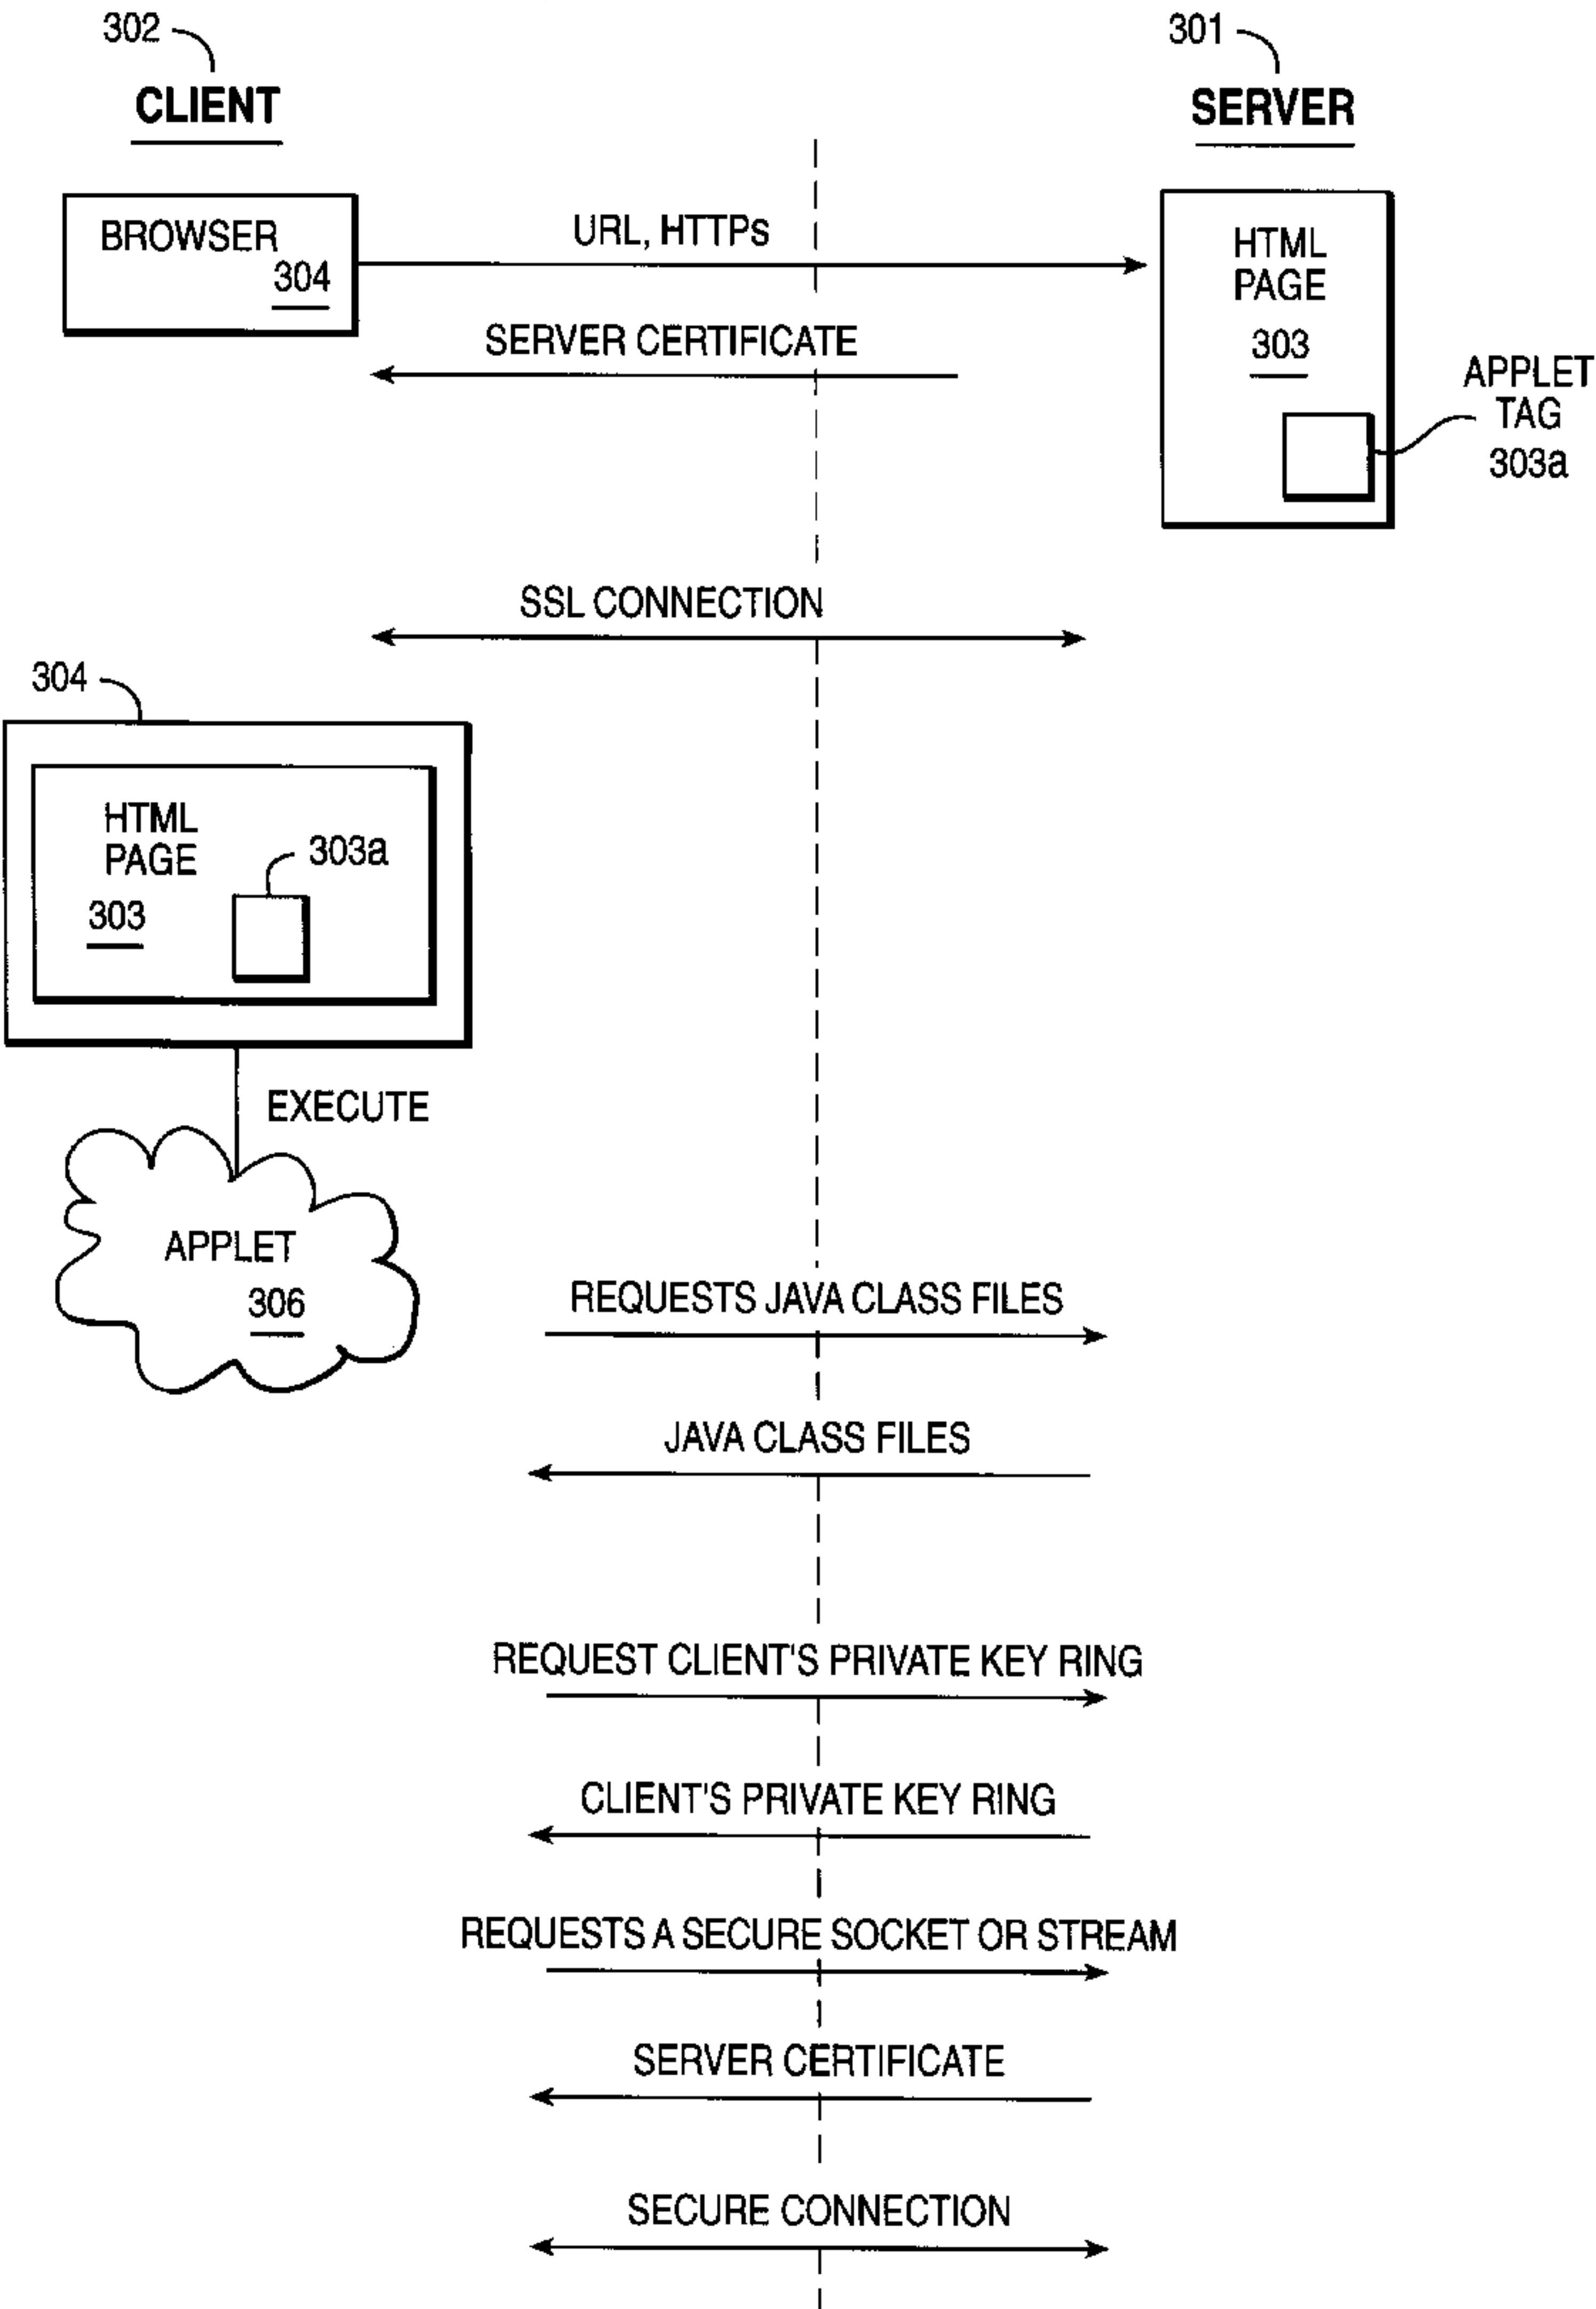 302
301
CLIENT
SERVER
BROWSER
304
URL, HTTPs
HTML
PAGE
303
SERVER CERTIFICATE
APPLET
TAG
303a
SSL CONNECTION
304
HTML
PAGE
303
303a
EXECUTE
APPLET
306
REQUESTS JAVA CLASS FILES
JAVA CLASS FILES
REQUEST CLIENT'S PRIVATE KEY RING
CLIENT'S PRIVATE KEY RING
REQUESTS A SECURE SOCKET OR STREAM
SERVER CERTIFICATE
SECURE CONNECTION